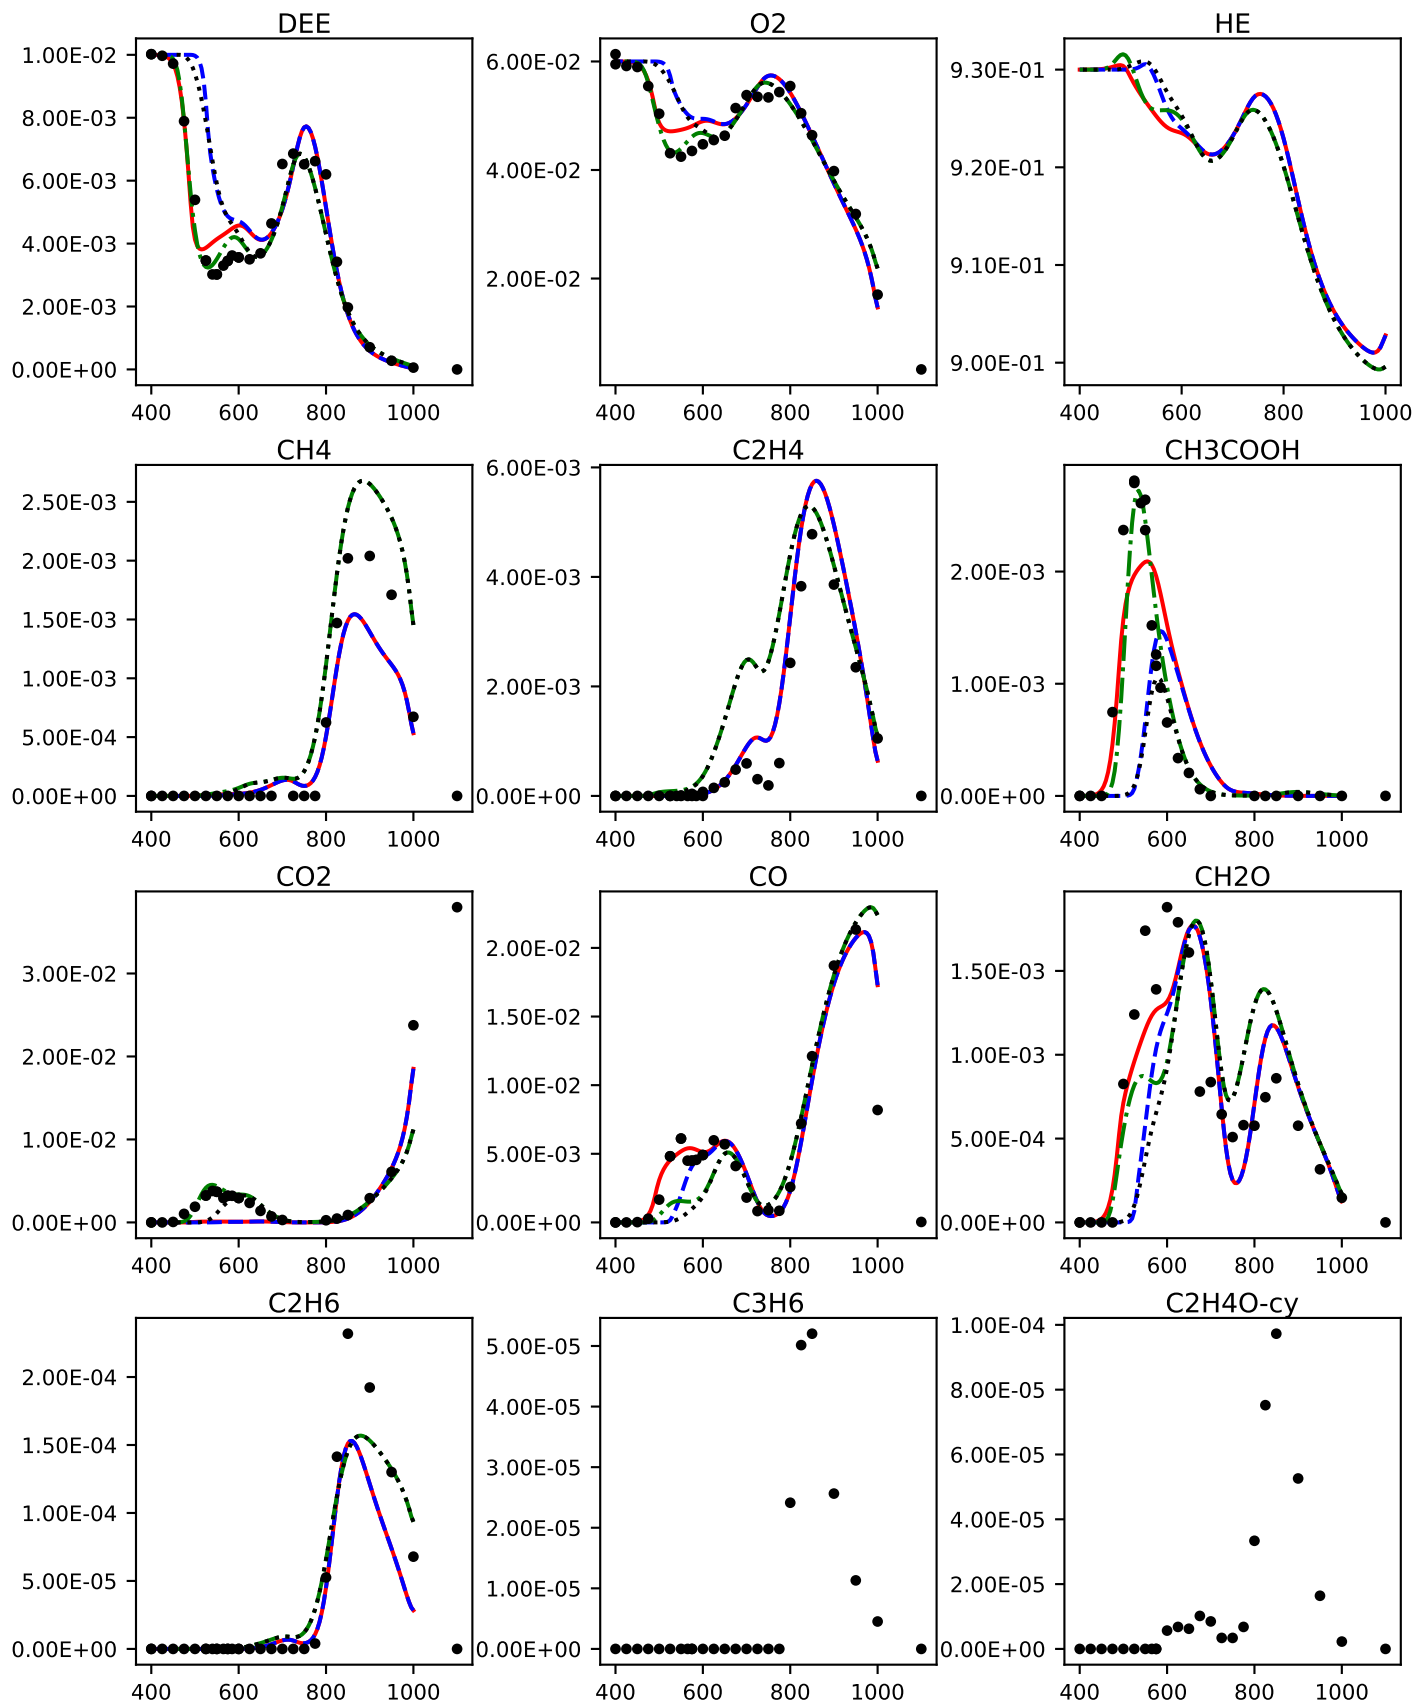 DEE O2 HE
1.00E-02 6.00E-02 9.30E-01
8.00E-03
6.00E-03 4.00E-02 9.20E-01
4.00E-03 2.00E-02 9.10E-01
2.00E-03
0.00E+00 9.00E-01
400 600 800 1000 400 600 800 1000 400 600 800 1000
CH4 C2H4 CH3COOH
6.00E-03
2.50E-03
2.00E-03 4.00E-03 2.00E-03
1.50E-03
1.00E-03 2.00E-03 1.00E-03
5.00E-04
0.00E+00 0.00E+00 0.00E+00
400 600 800 1000 400 600 800 1000 400 600 800 1000
CO2 CO CH2O
3.00E-02 2.00E-02 1.50E-03
2.00E-02 1.50E-02 1.00E-03
1.00E-02 1.00E-02 5.00E-04
5.00E-03
0.00E+00 0.00E+00 0.00E+00
400 600 800 1000 400 600 800 1000 400 600 800 1000
C2H6 C3H6 C2H4O-cy
1.00E-04
2.00E-04 5.00E-05 8.00E-05
1.50E-04 4.00E-05 6.00E-05
1.00E-04 3.00E-05 4.00E-05
5.00E-05 2.00E-05 2.00E-05
1.00E-05
0.00E+00 0.00E+00 0.00E+00
400 600 800 1000 400 600 800 1000 400 600 800 1000